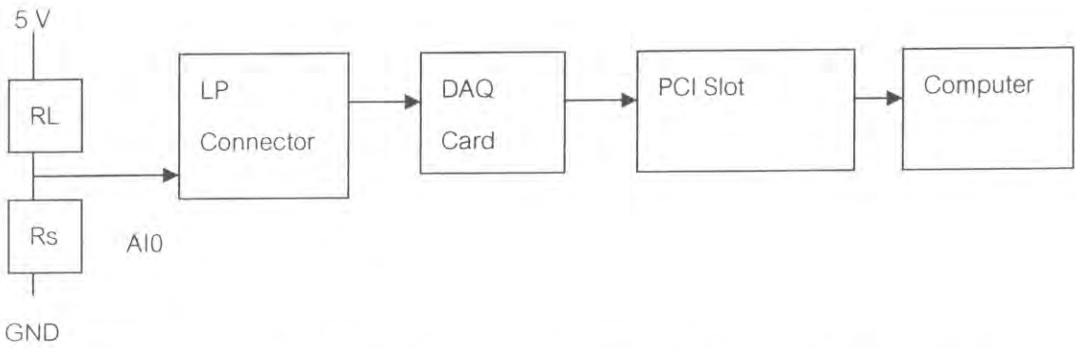 5 V
RL
Rs
GND
AI0
LP
Connector
DAQ
Card
PCI Slot
Computer